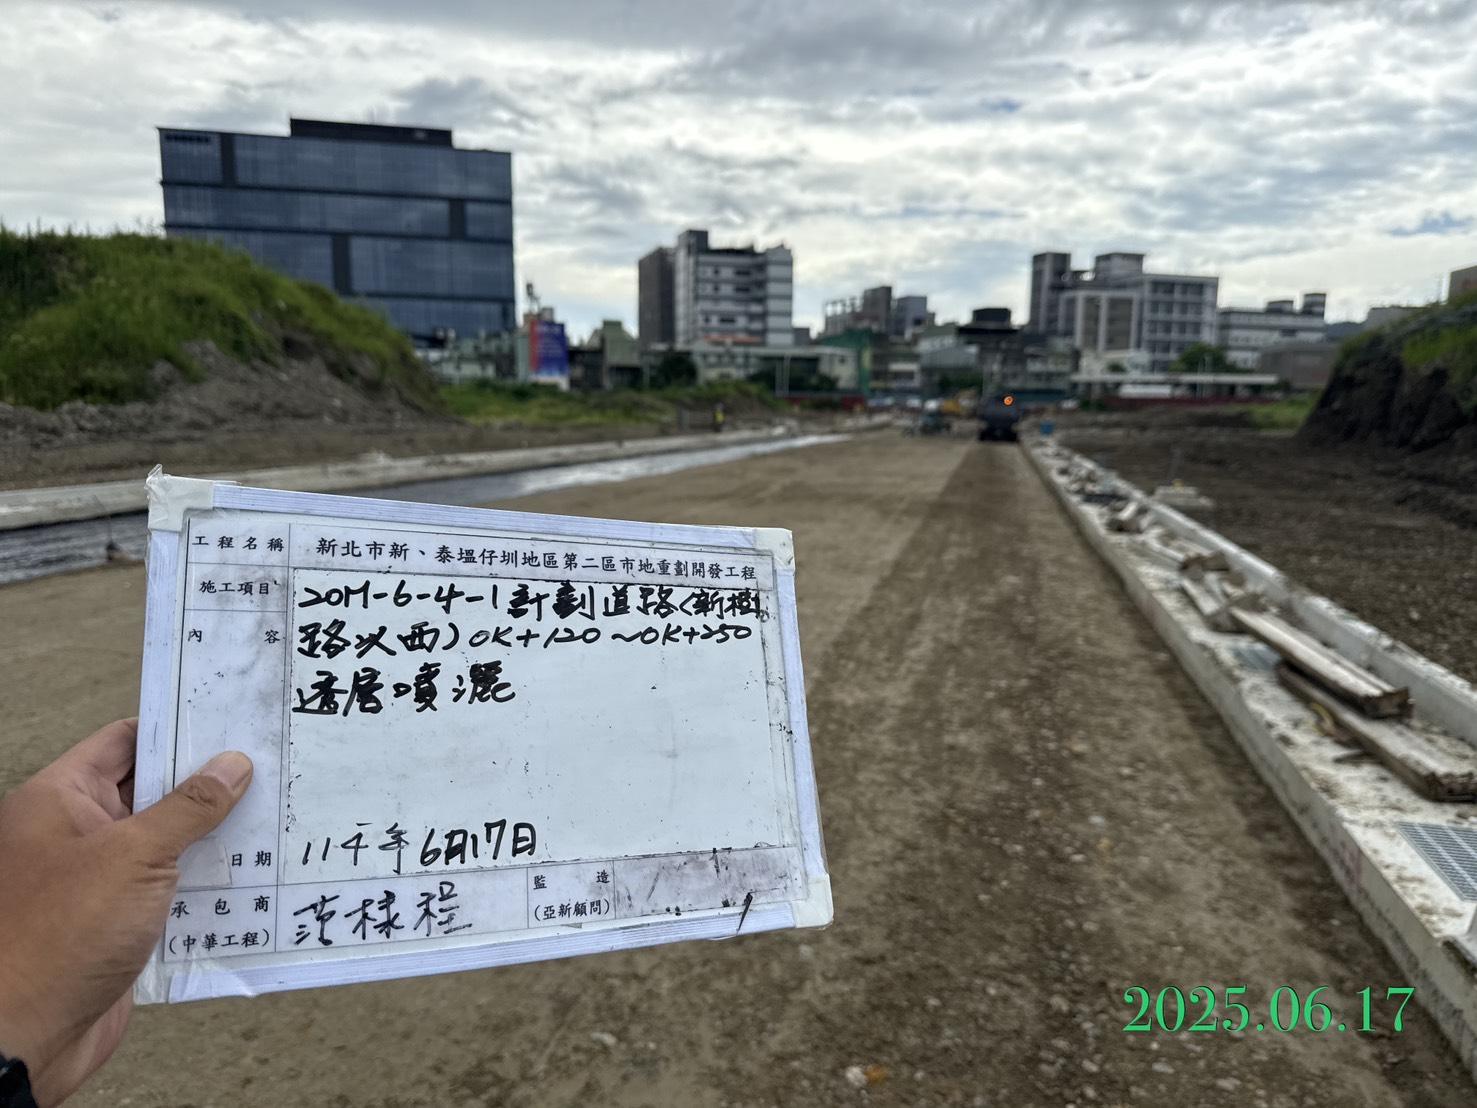 工程名稱 新北市新、泰塭仔圳地區第二區市地重劃開發工程
施工項目 20M-6-4-1計劃道路(新樹
內容 路以西) 0K+120~0K+250
透層噴灑
日期 114年6月17日
承包商
(中華工程)
監造
(亞新顧問)
2025.06.17